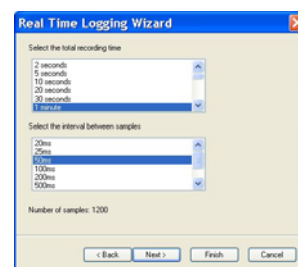 Real Time Logging Wizard
Select the total recording time
2 seconds
5 seconds
10 seconds
20 seconds
30 seconds
1 minute
Select the interval between samples
20ms
25ms
50ms
100ms
200ms
500ms
Number of samples: 1200
< Back
Next >
Finish
Cancel